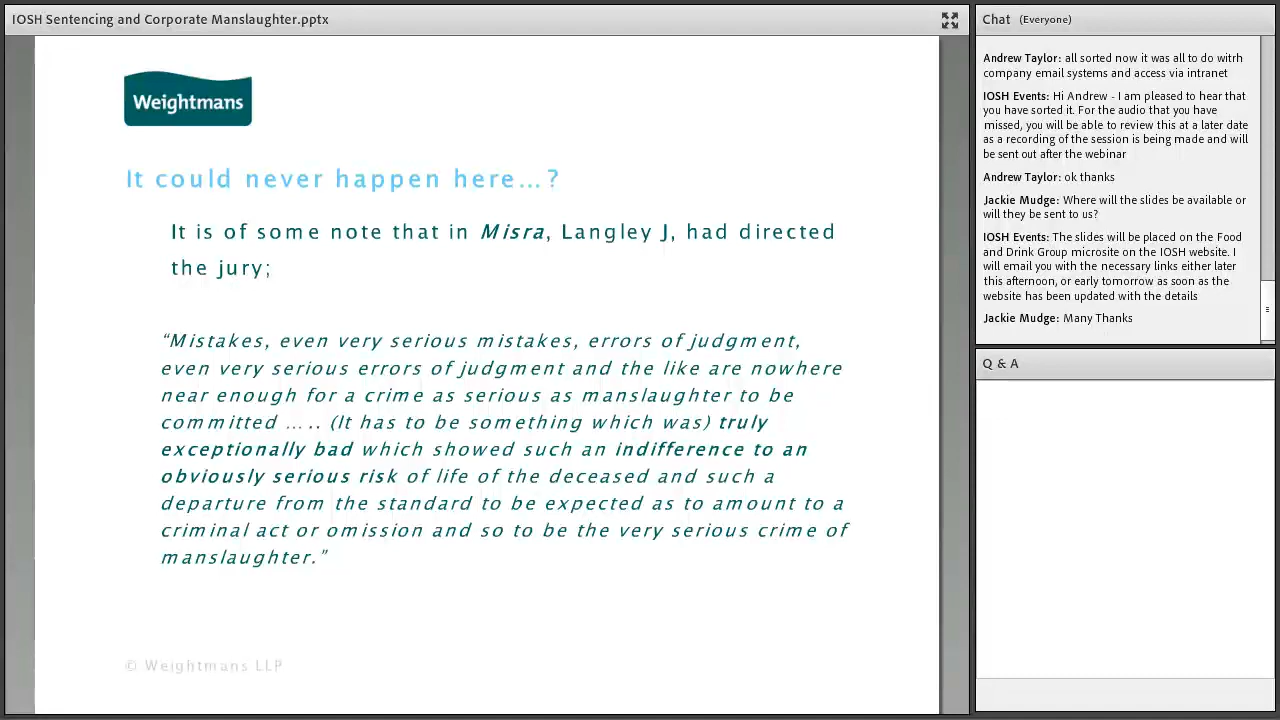 IOSH Sentencing and Corporate Manslaughter.pptx
Weightmans
It could never happen here...?
It is of some note that in Misra, Langley J, had directed
the jury;
“Mistakes, even very serious mistakes, errors of judgment,
even very serious errors of judgment and the like are nowhere
near enough for a crime as serious as manslaughter to be
committed ..... (It has to be something which was) truly
exceptionally bad which showed such an indifference to an
obviously serious risk of life of the deceased and such a
departure from the standard to be expected as to amount to a
criminal act or omission and so to be the very serious crime of
manslaughter.”
© Weightmans LLP
Chat (Everyone)
Andrew Taylor: all sorted now it was all to do witrh
company email systems and access via intranet
IOSH Events: Hi Andrew - I am pleased to hear that
you have sorted it. For the audio that you have
missed, you will be able to review this at a later date
as a recording of the session is being made and will
be sent out after the webinar
Andrew Taylor: ok thanks
Jackie Mudge: Where will the slides be available or
will they be sent to us?
IOSH Events: The slides will be placed on the Food
and Drink Group microsite on the IOSH website. I
will email you with the necessary links either later
this afternoon, or early tomorrow as soon as the
website has been updated with the details
Jackie Mudge: Many Thanks
Q & A